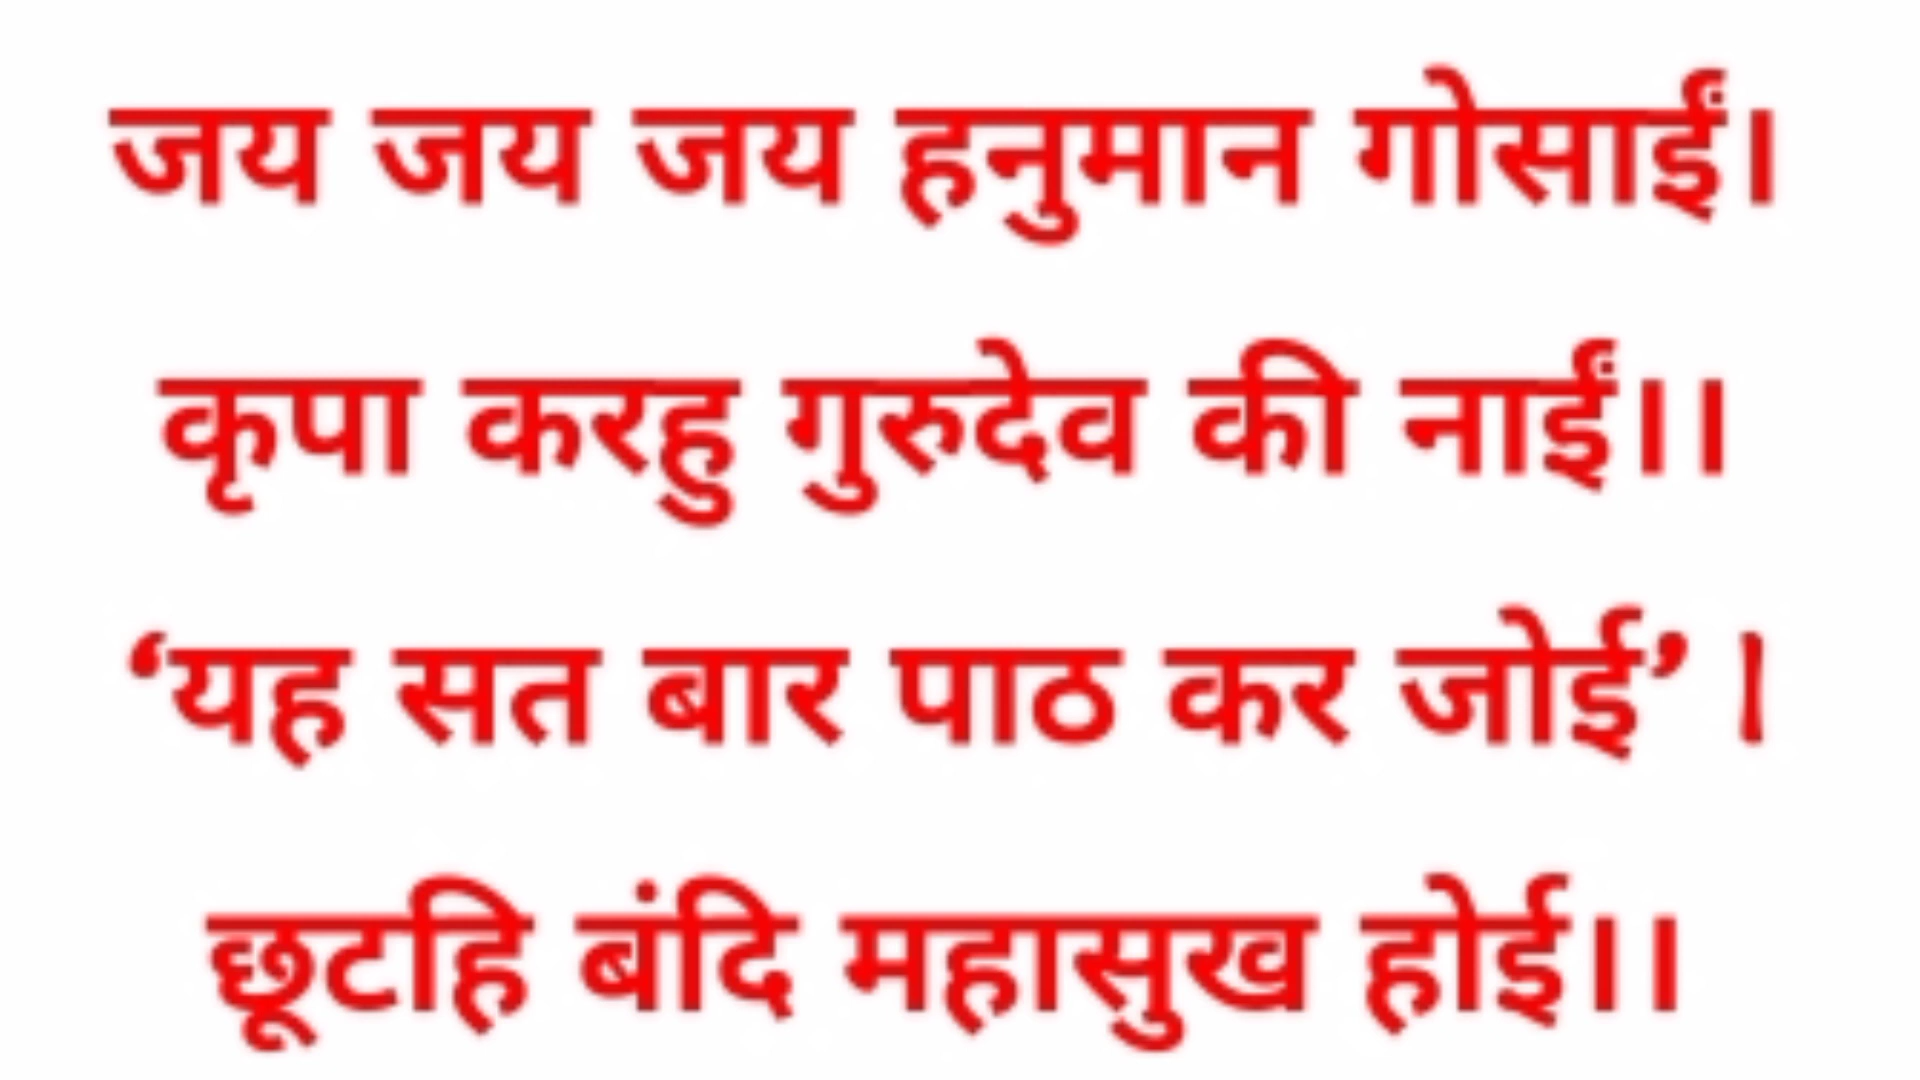 जय जय जय हनुमान गोसाईं।
कृपा करहु गुरुदेव की नाईं।।
‘यह सत बार पाठ कर जोई’ |
छूटहि बंदि महासुख होई।।